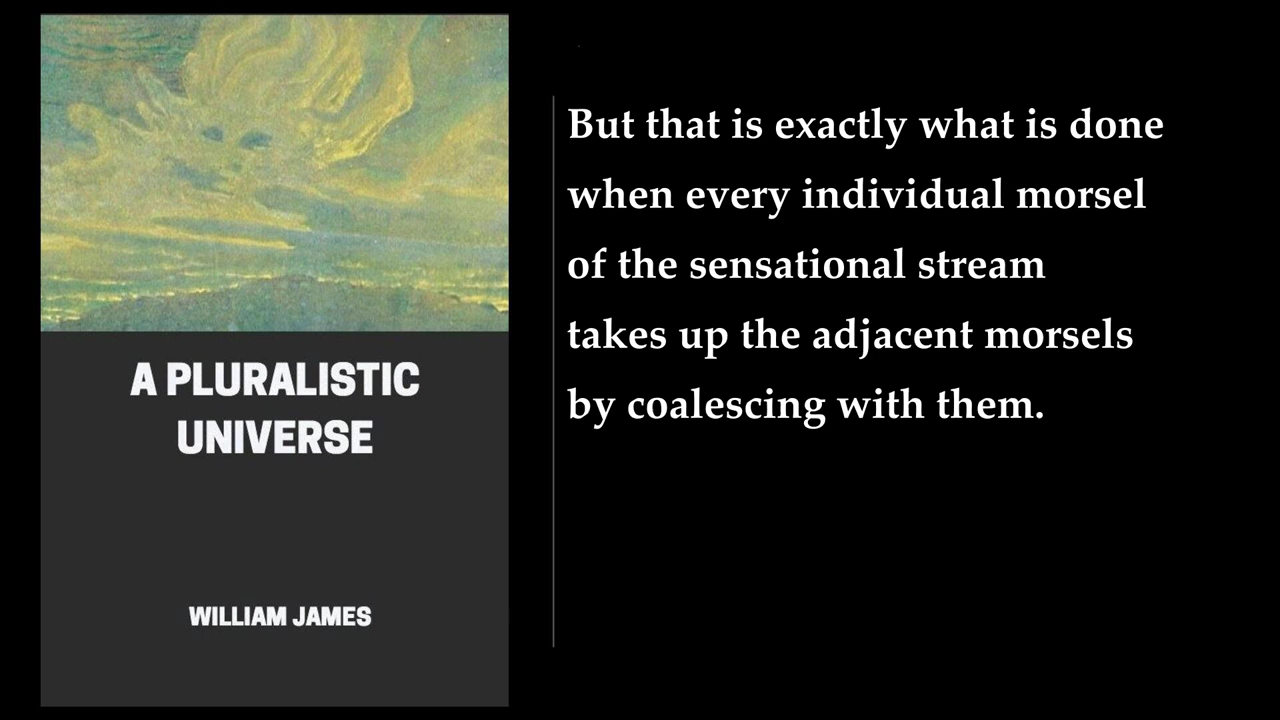 A PLURALISTIC
UNIVERSE
WILLIAM JAMES
But that is exactly what is done
when every individual morsel
of the sensational stream
takes up the adjacent morsels
by coalescing with them.